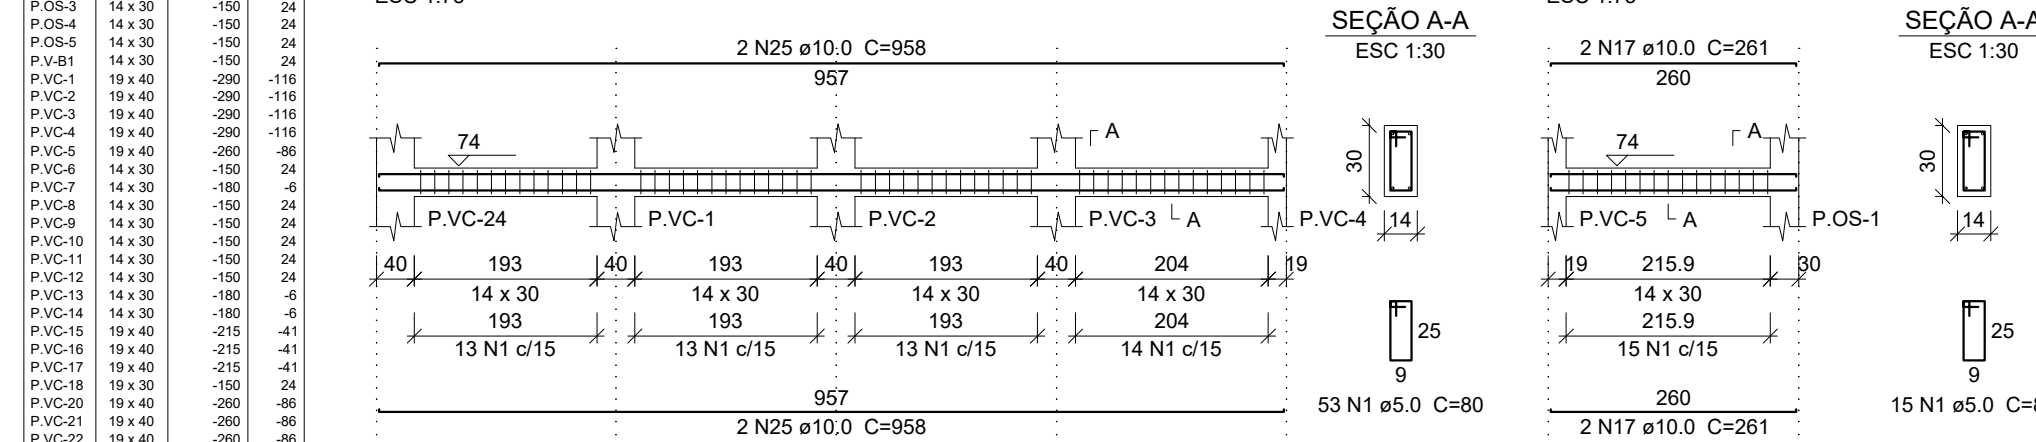 P.OS-3 14 x 30 -150 24
P.OS-4 14 x 30 -150 24
P.OS-5 14 x 30 -150 24
P.V-B1 14 x 30 -150 24
P.VC-1 19 x 40 -290 -116
P.VC-2 19 x 40 -290 -116
P.VC-3 19 x 40 -290 -116
P.VC-4 19 x 40 -290 -116
P.VC-5 19 x 40 -260 -86
P.VC-6 14 x 30 -150 24
P.VC-7 14 x 30 -180 -6
P.VC-8 14 x 30 -150 24
P.VC-9 14 x 30 -150 24
P.VC-10 14 x 30 -150 24
P.VC-11 14 x 30 -150 24
P.VC-12 14 x 30 -150 24
P.VC-13 14 x 30 -180 -6
P.VC-14 14 x 30 -180 -6
P.VC-15 19 x 40 -215 -41
P.VC-16 19 x 40 -215 -41
P.VC-17 19 x 40 -215 -41
P.VC-18 19 x 30 -150 24
P.VC-20 19 x 40 -260 -86
P.VC-21 19 x 40 -260 -86
P.VC-22 19 x 40 -260 -86
2 N25 ø10.0 C=958
957
74
A
P.VC-24 P.VC-1 P.VC-2 P.VC-3 A P.VC-4
40 193 40 193 40 193 40 204 19
14 x 30 14 x 30 14 x 30 14 x 30
193 193 193 204
13 N1 c/15 13 N1 c/15 13 N1 c/15 14 N1 c/15
957
2 N25 ø10.0 C=958
SEÇÃO A-A
ESC 1:30
30
14
25
9
53 N1 ø5.0 C=80
2 N17 ø10.0 C=261
260
74
A
P.VC-5 A P.OS-1
19 215.9 30
14 x 30
215.9
15 N1 c/15
260
2 N17 ø10.0 C=261
SEÇÃO A-A
ESC 1:30
30
14
25
9
15 N1 ø5.0